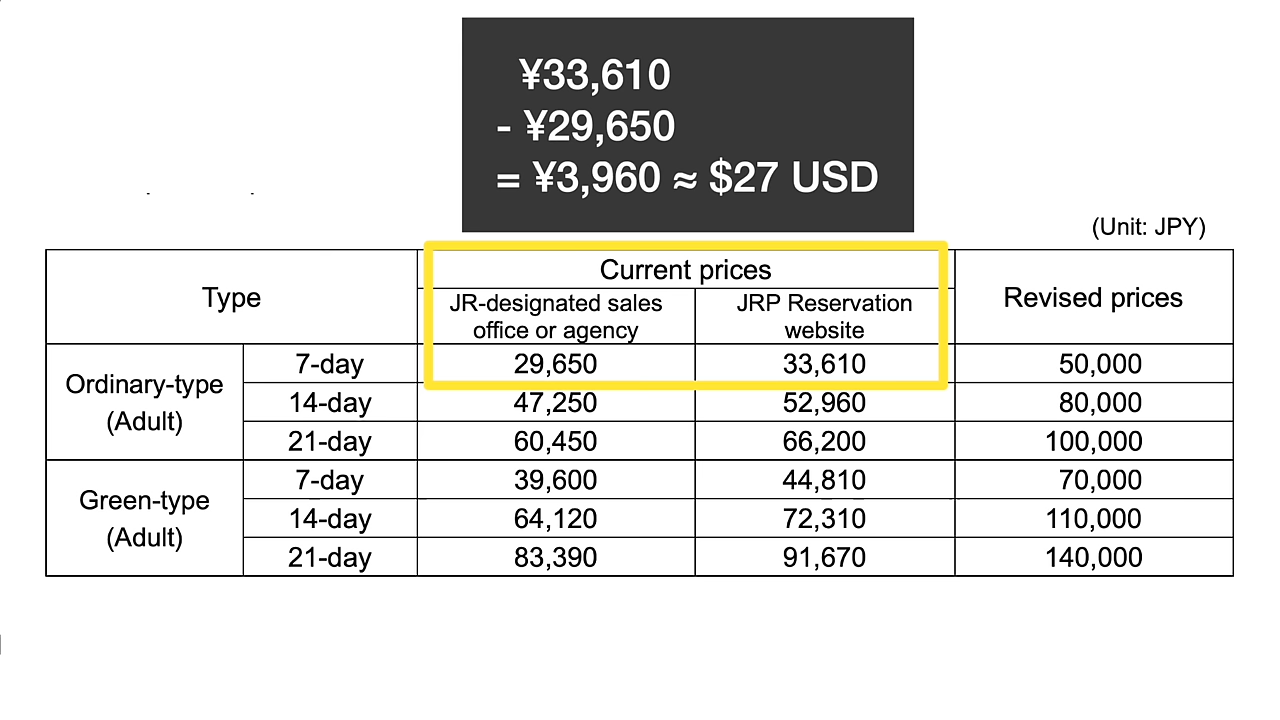 ¥33,610
- ¥29,650
= ¥3,960 ≈ $27 USD
(Unit: JPY)
Type
Current prices
Revised prices
JR-designated sales
office or agency
JRP Reservation
website
Ordinary-type
(Adult)
7-day 29,650 33,610 50,000
14-day 47,250 52,960 80,000
21-day 60,450 66,200 100,000
Green-type
(Adult)
7-day 39,600 44,810 70,000
14-day 64,120 72,310 110,000
21-day 83,390 91,670 140,000